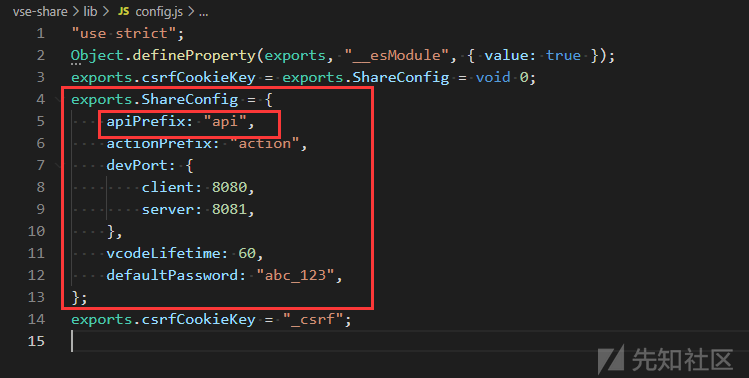 vse-share > lib > JS config.js > ...
1 "use strict";
2 Object.defineProperty(exports, "__esModule", { value: true });
3 exports.csrfCookieKey = exports.ShareConfig = void 0;
4 exports.ShareConfig = {
5 apiPrefix: "api",
6 actionPrefix: "action",
7 devPort: {
8 client: 8080,
9 server: 8081,
10 },
11 vcodeLifetime: 60,
12 defaultPassword: "abc_123",
13 };
14 exports.csrfCookieKey = "_csrf";
15
先知社区